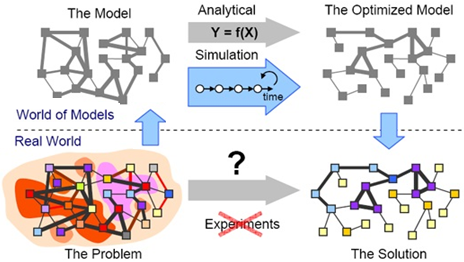 The Model
Analytical
The Optimized Model
Y = f(X)
Simulation
time
World of Models
Real World
?
Experiments
The Problem
The Solution